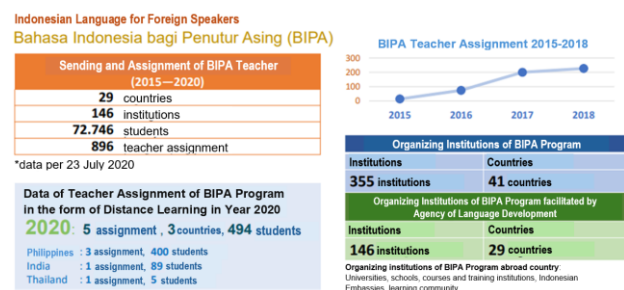 Indonesian Language for Foreign Speakers
Bahasa Indonesia bagi Penutur Asing (BIPA)
Sending and Assignment of BIPA Teacher
(2015—2020)
29 countries
146 institutions
72.746 students
896 teacher assignment
*data per 23 July 2020
Data of Teacher Assignment of BIPA Program
in the form of Distance Learning in Year 2020
2020: 5 assignment , 3 countries, 494 students
Philippines : 3 assignment, 400 students
India : 1 assignment, 89 students
Thailand : 1 assignment, 5 students
BIPA Teacher Assignment 2015-2018
300
200
100
0
2015 2016 2017 2018
Organizing Institutions of BIPA Program
Institutions Countries
355 institutions 41 countries
Organizing Institutions of BIPA Program facilitated by
Agency of Language Development
Institutions Countries
146 institutions 29 countries
Organizing institutions of BIPA Program abroad country:
Universities, schools, courses and training institutions, Indonesian
Embassies, learning community